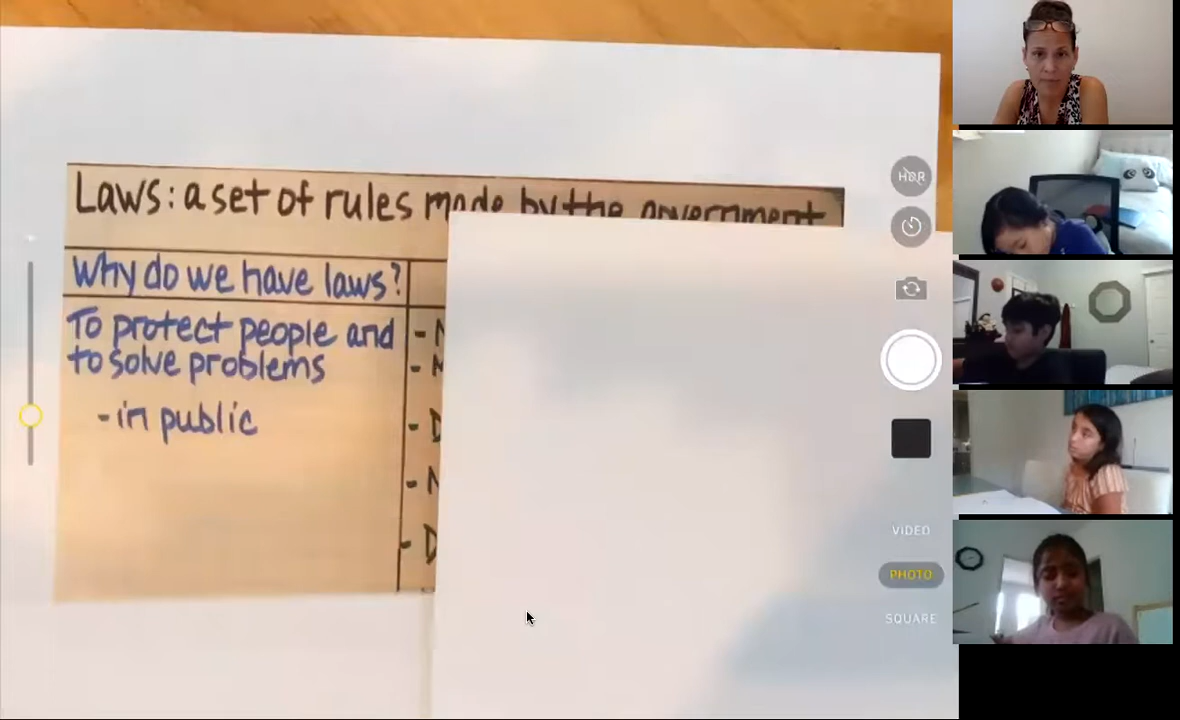 Laws: a set of rules made by the government
Why do we have laws?
To protect people and
to solve problems
- in public
HDR
VIDEO
PHOTO
SQUARE